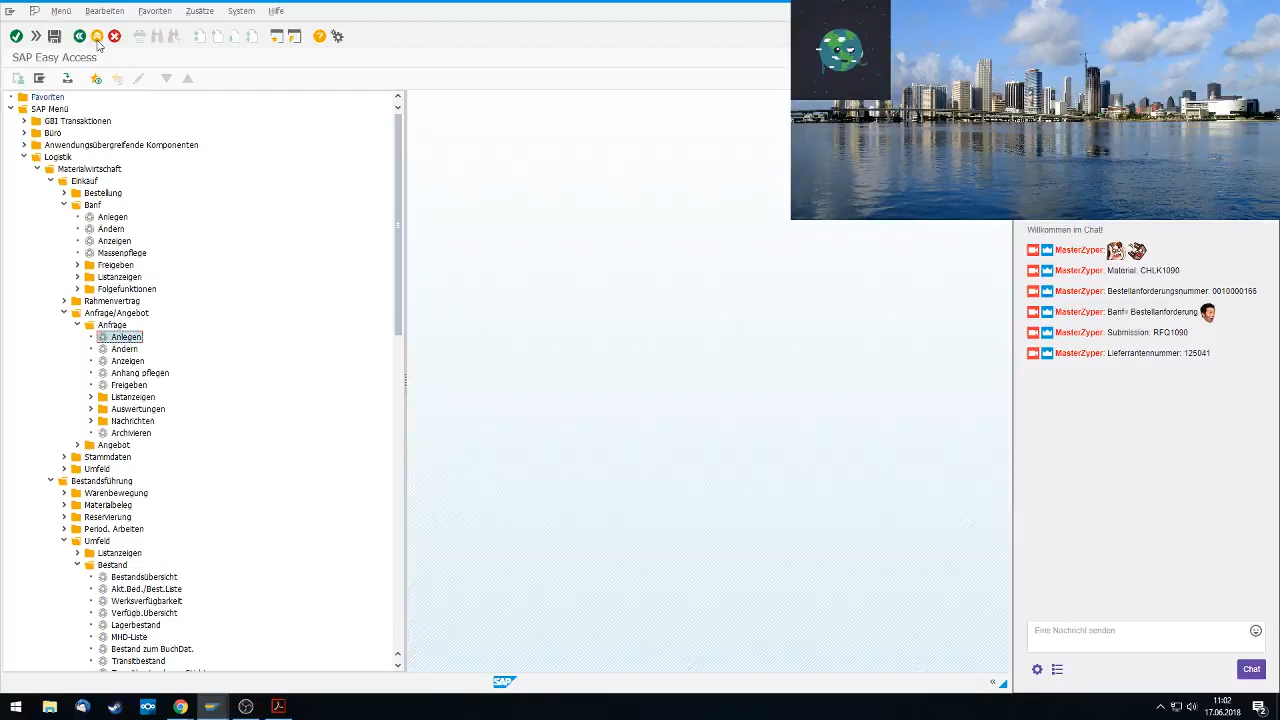 Menü Bearbeiten Favoriten Zusätze System Hilfe
SAP Easy Access
Favoriten
SAP Menü
GBI Transaktionen
Büro
Anwendungsübergreifende Komponenten
Logistik
Materialwirtschaft
Einkauf
Bestellung
Banf
Anlegen
Ändern
Anzeigen
Massenpflege
Freigeben
Listanzeigen
Folgefunktionen
Rahmenvertrag
Anfrage/Angebot
Anfrage
Anlegen
Ändern
Anzeigen
Anhang pflegen
Freigeben
Listanzeigen
Auswertungen
Nachrichten
Archivieren
Angebot
Stammdaten
Umfeld
Bestandsführung
Warenbewegung
Materialbeleg
Reservierung
Period. Arbeiten
Umfeld
Listanzeigen
Bestand
Bestandsübersicht
Akt.Bed./Best.Liste
Werksverfügbarkeit
Verfügb.Übersicht
Lagerbestand
MHD-Liste
Bestand zum BuchDat.
Transitbestand
SAP
Willkommen im Chat!
MasterZyper:
MasterZyper: Material: CHLK1090
MasterZyper: Bestellanforderungsnummer: 0010000166
MasterZyper: Banf= Bestellanforderung
MasterZyper: Submission: RFQ1090
MasterZyper: Lieferrantennummer: 125041
Eine Nachricht senden
Chat
11:02
17.06.2018
2